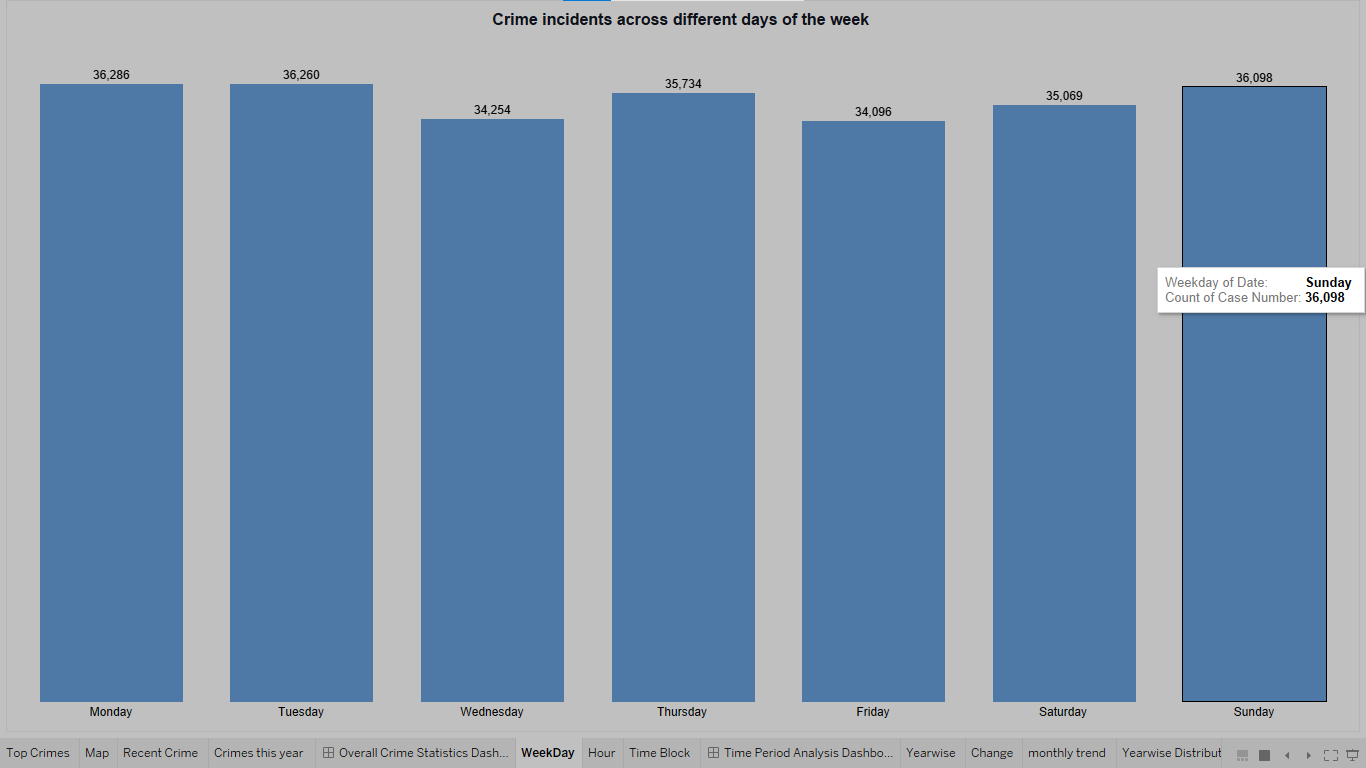 Crime incidents across different days of the week
36,286
36,260
34,254
35,734
34,096
35,069
36,098
Weekday of Date: Sunday
Count of Case Number: 36,098
Monday
Tuesday
Wednesday
Thursday
Friday
Saturday
Sunday
Top Crimes
Map
Recent Crime
Crimes this year
Overall Crime Statistics Dash...
WeekDay
Hour
Time Block
Time Period Analysis Dashbo...
Yearwise
Change
monthly trend
Yearwise Distribut